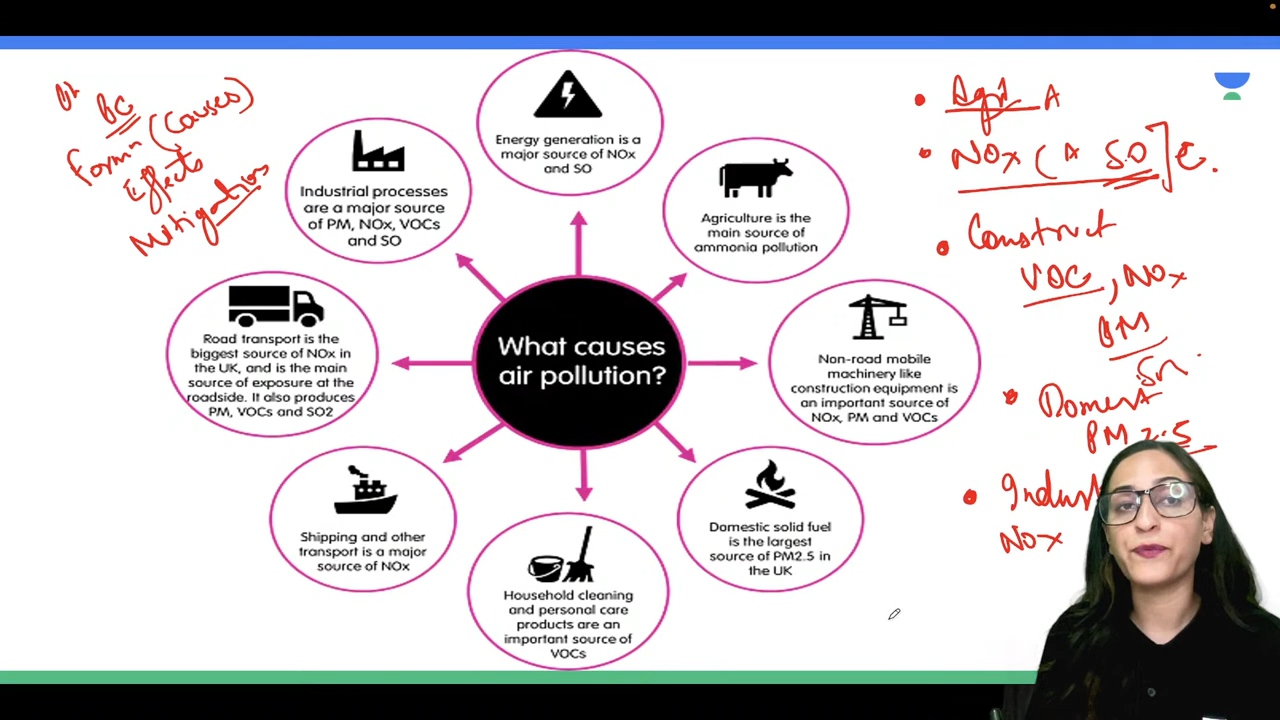 Energy generation is a
major source of NOx
and SO
Industrial processes
are a major source
of PM, NOx, VOCs
and SO
Agriculture is the
main source of
ammonia pollution
Road transport is the
biggest source of NOx in
the UK, and is the main
source of exposure at the
roadside. It also produces
PM, VOCs and SO2
What causes
air pollution?
Non-road mobile
machinery like
construction equipment is
an important source of
NOx, PM and VOCs
Shipping and other
transport is a major
source of NOx
Household cleaning
and personal care
products are an
important source of
VOCs
Domestic solid fuel
is the largest
source of PM2.5 in
the UK
(Causes)
Effects
Mitigation
Agri A
NOx ( SO ] E.
Construct
VOC, NOx
PM
Domest
PM 2.5
Indust
NOx